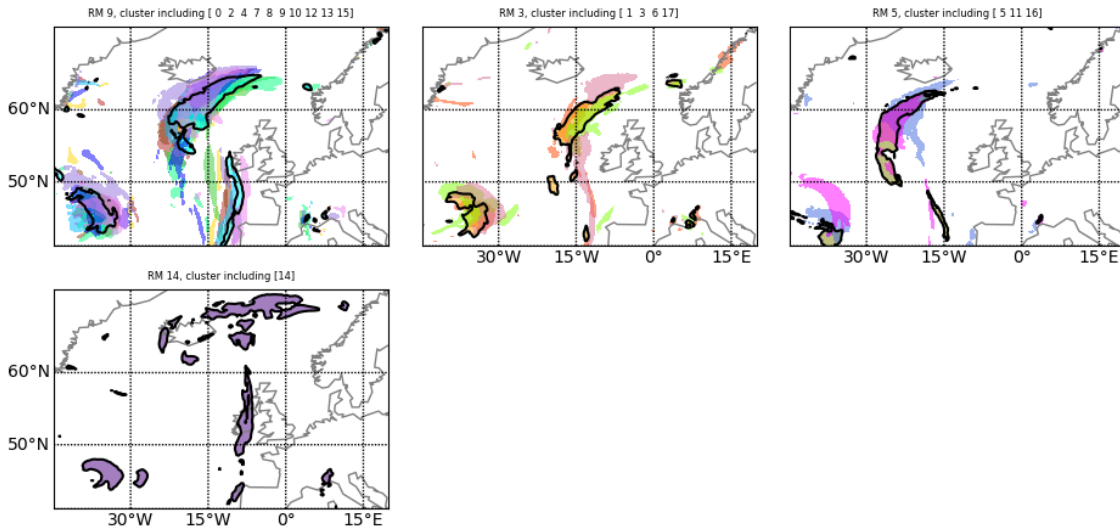 RM 9, cluster including [ 0 2 4 7 8 9 10 12 13 15]
RM 3, cluster including [ 1 3 6 17]
RM 5, cluster including [ 5 11 16]
60°N
50°N
30°W 15°W 0° 15°E
30°W 15°W 0° 15°E
RM 14, cluster including [14]
60°N
50°N
30°W 15°W 0° 15°E